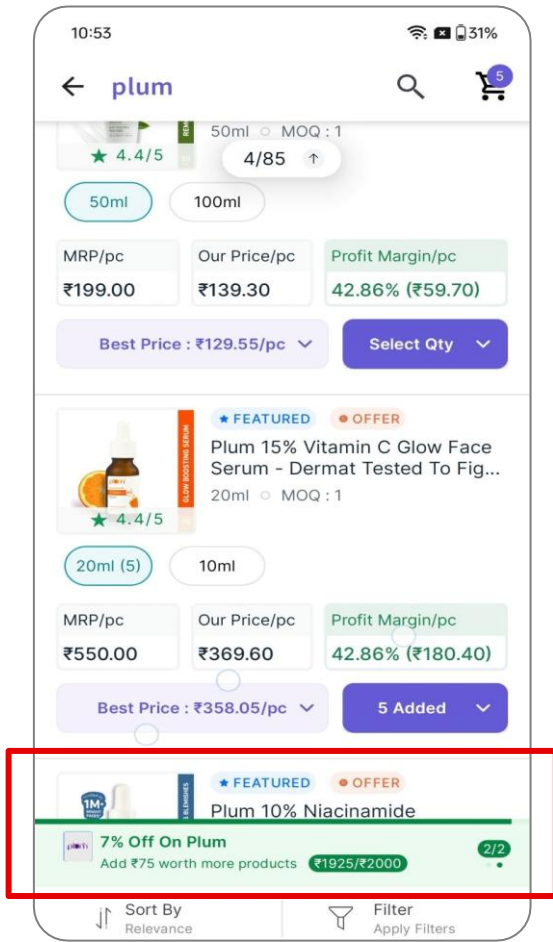 10:53
31%
plum
5
50ml MOQ : 1
4.4/5
4/85
50ml
100ml
MRP/pc
Our Price/pc
Profit Margin/pc
₹199.00
₹139.30
42.86% (₹59.70)
Best Price : ₹129.55/pc
Select Qty
FEATURED
OFFER
GLOW BOOSTING SERUM
Plum 15% Vitamin C Glow Face
Serum - Dermat Tested To Fig...
20ml MOQ : 1
4.4/5
20ml (5)
10ml
MRP/pc
Our Price/pc
Profit Margin/pc
₹550.00
₹369.60
42.86% (₹180.40)
Best Price : ₹358.05/pc
5 Added
FEATURED
OFFER
1M
Plum 10% Niacinamide
plum
7% Off On Plum
Add ₹75 worth more products ₹1925/₹2000
2/2
Sort By
Relevance
Filter
Apply Filters